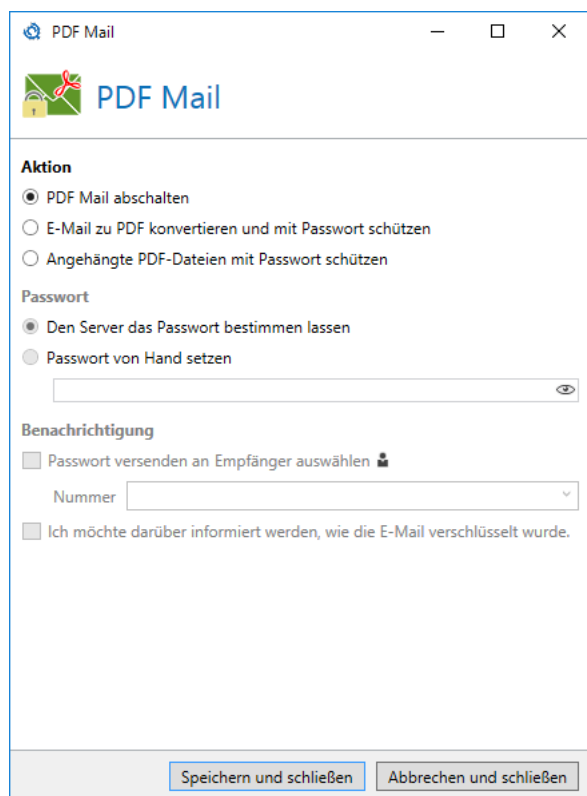 PDF Mail
PDF Mail
Aktion
PDF Mail abschalten
E-Mail zu PDF konvertieren und mit Passwort schützen
Angehängte PDF-Dateien mit Passwort schützen
Passwort
Den Server das Passwort bestimmen lassen
Passwort von Hand setzen
Benachrichtigung
Passwort versenden an Empfänger auswählen
Nummer
Ich möchte darüber informiert werden, wie die E-Mail verschlüsselt wurde.
Speichern und schließen Abbrechen und schließen